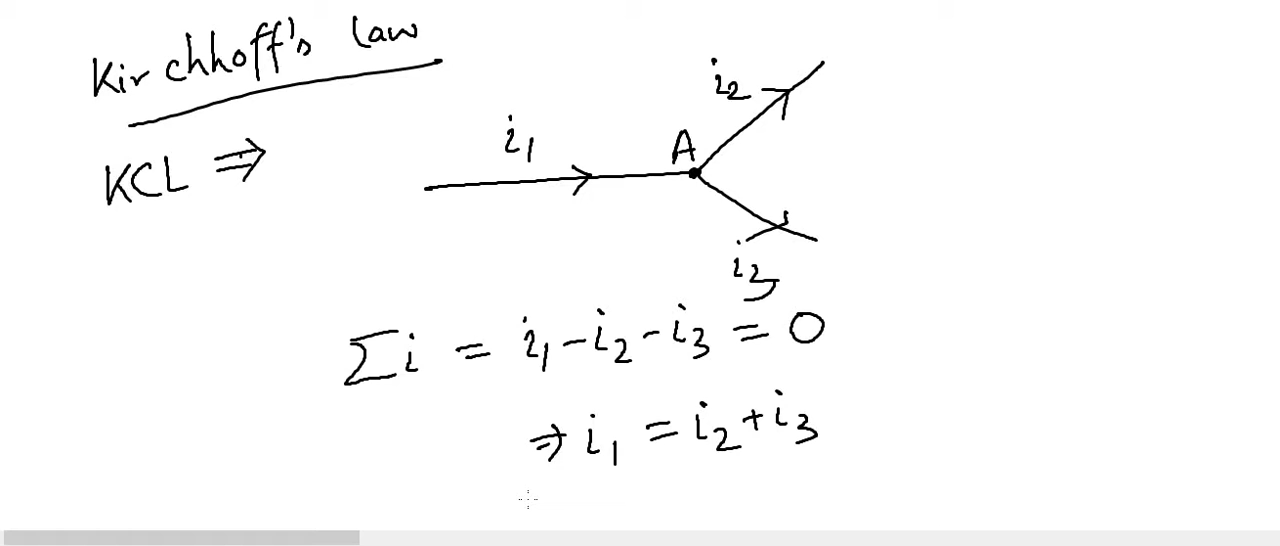 Kirchhoff's law
KCL ⇒
i₁
A
i₂
i₃
Σi = i₁ - i₂ - i₃ = 0
⇒ i₁ = i₂ + i₃